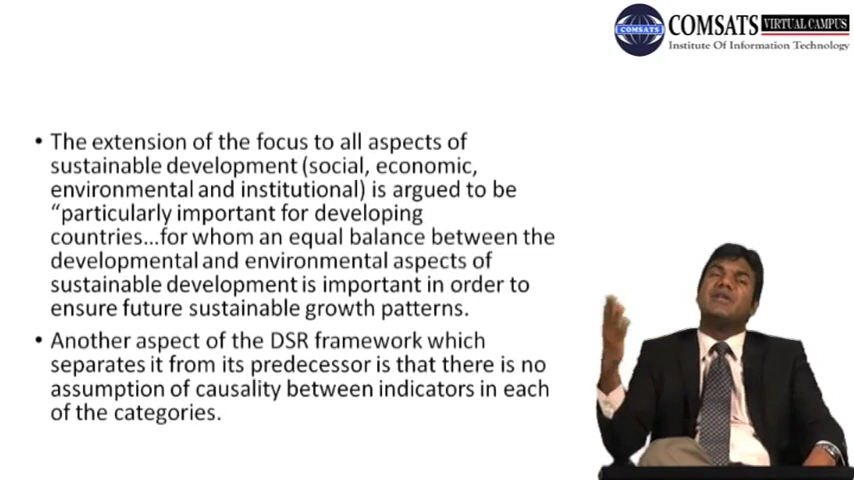 COMSATS
COMSATS VIRTUAL CAMPUS
Institute Of Information Technology
• The extension of the focus to all aspects of
sustainable development (social, economic,
environmental and institutional) is argued to be
“particularly important for developing
countries…for whom an equal balance between the
developmental and environmental aspects of
sustainable development is important in order to
ensure future sustainable growth patterns.
• Another aspect of the DSR framework which
separates it from its predecessor is that there is no
assumption of causality between indicators in each
of the categories.